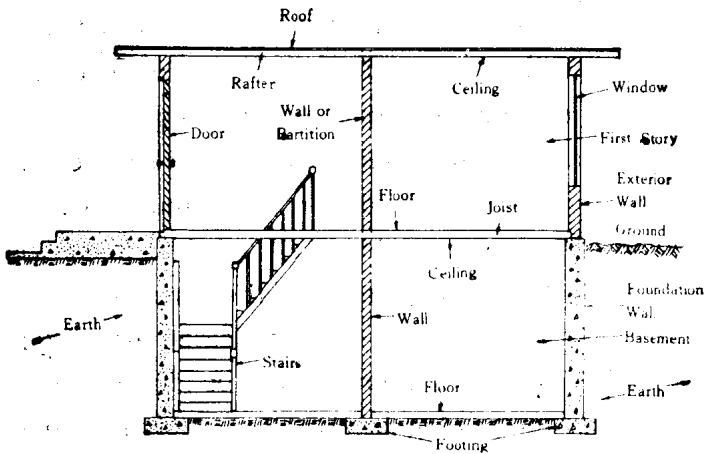 Roof
Rafter
Ceiling
Window
Wall or
Partition
Door
First Story
Exterior
Wall
Floor
Joist
Ground
Ceiling
Foundation
Wall
Earth
Wall
Basement
Stairs
Floor
Earth
Footing